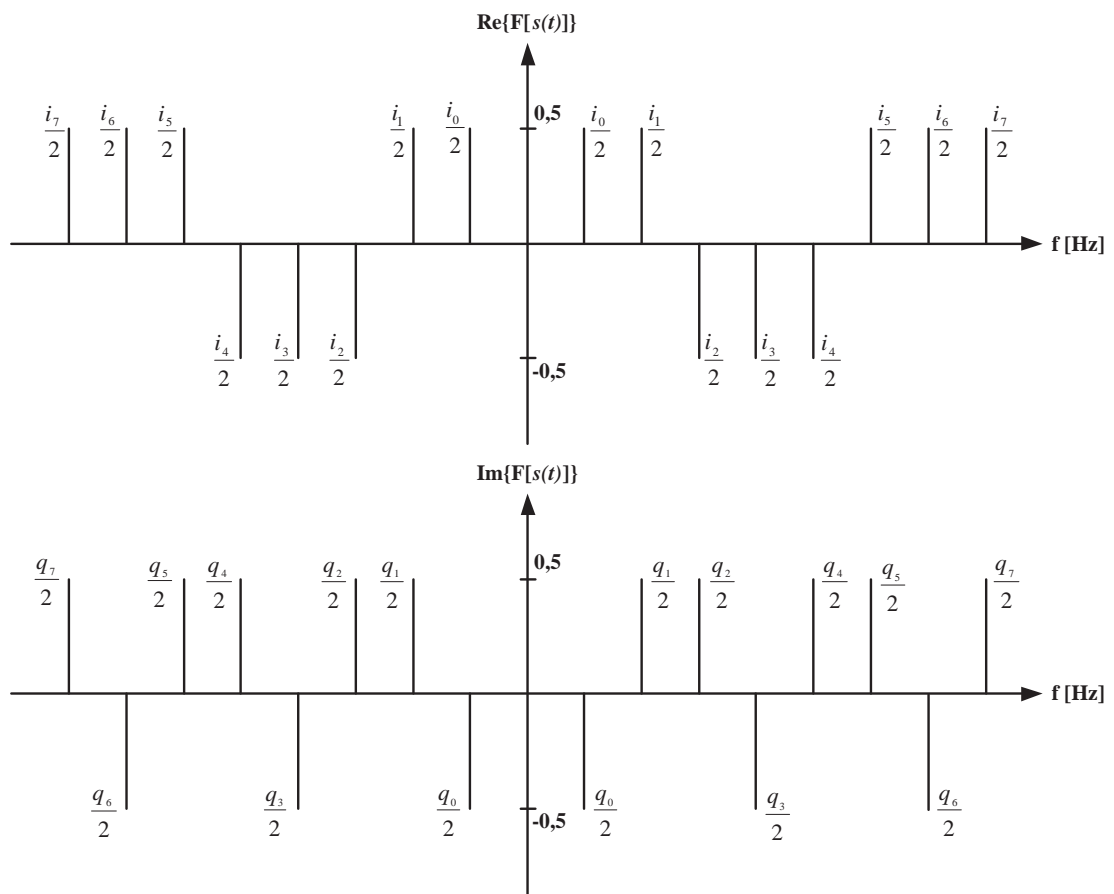 Re{F[s(t)]}
0,5
i₇/2 i₆/2 i₅/2 i₁/2 i₀/2 i₀/2 i₁/2 i₅/2 i₆/2 i₇/2
f [Hz]
i₄/2 i₃/2 i₂/2 i₂/2 i₃/2 i₄/2
-0,5
Im{F[s(t)]}
0,5
q₇/2 q₅/2 q₄/2 q₂/2 q₁/2 q₁/2 q₂/2 q₄/2 q₅/2 q₇/2
f [Hz]
q₆/2 q₃/2 q₀/2 q₀/2 q₃/2 q₆/2
-0,5